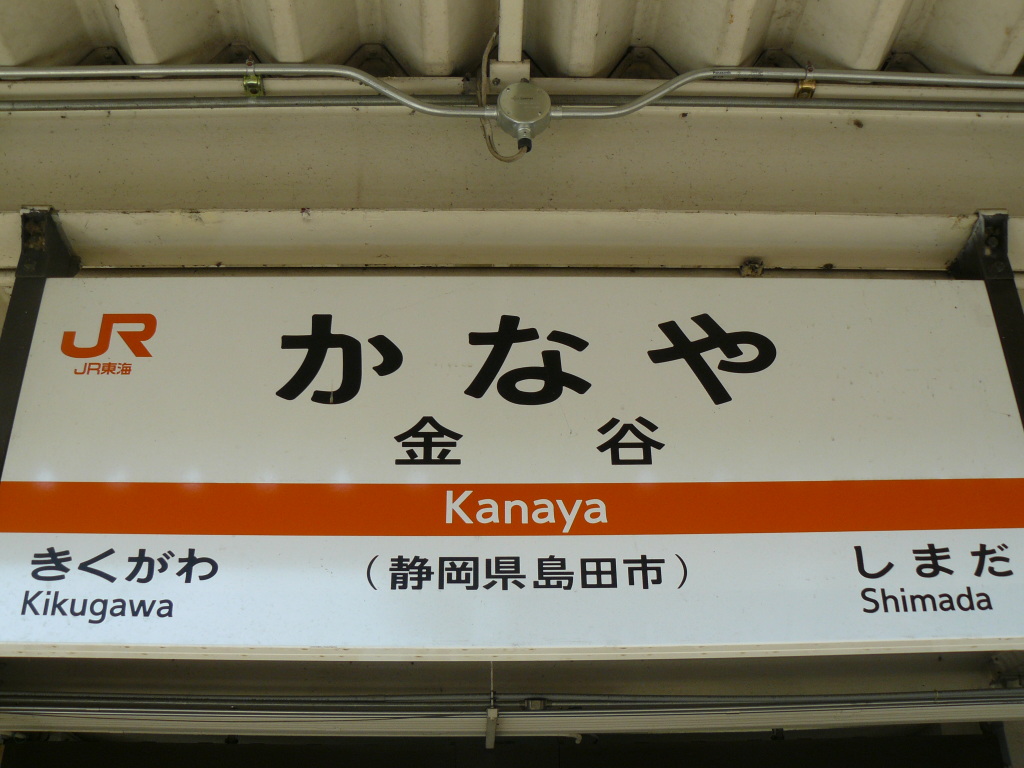 JR
JR東海
かなや
金谷
Kanaya
きくがわ
Kikugawa
（静岡県島田市）
しまだ
Shimada